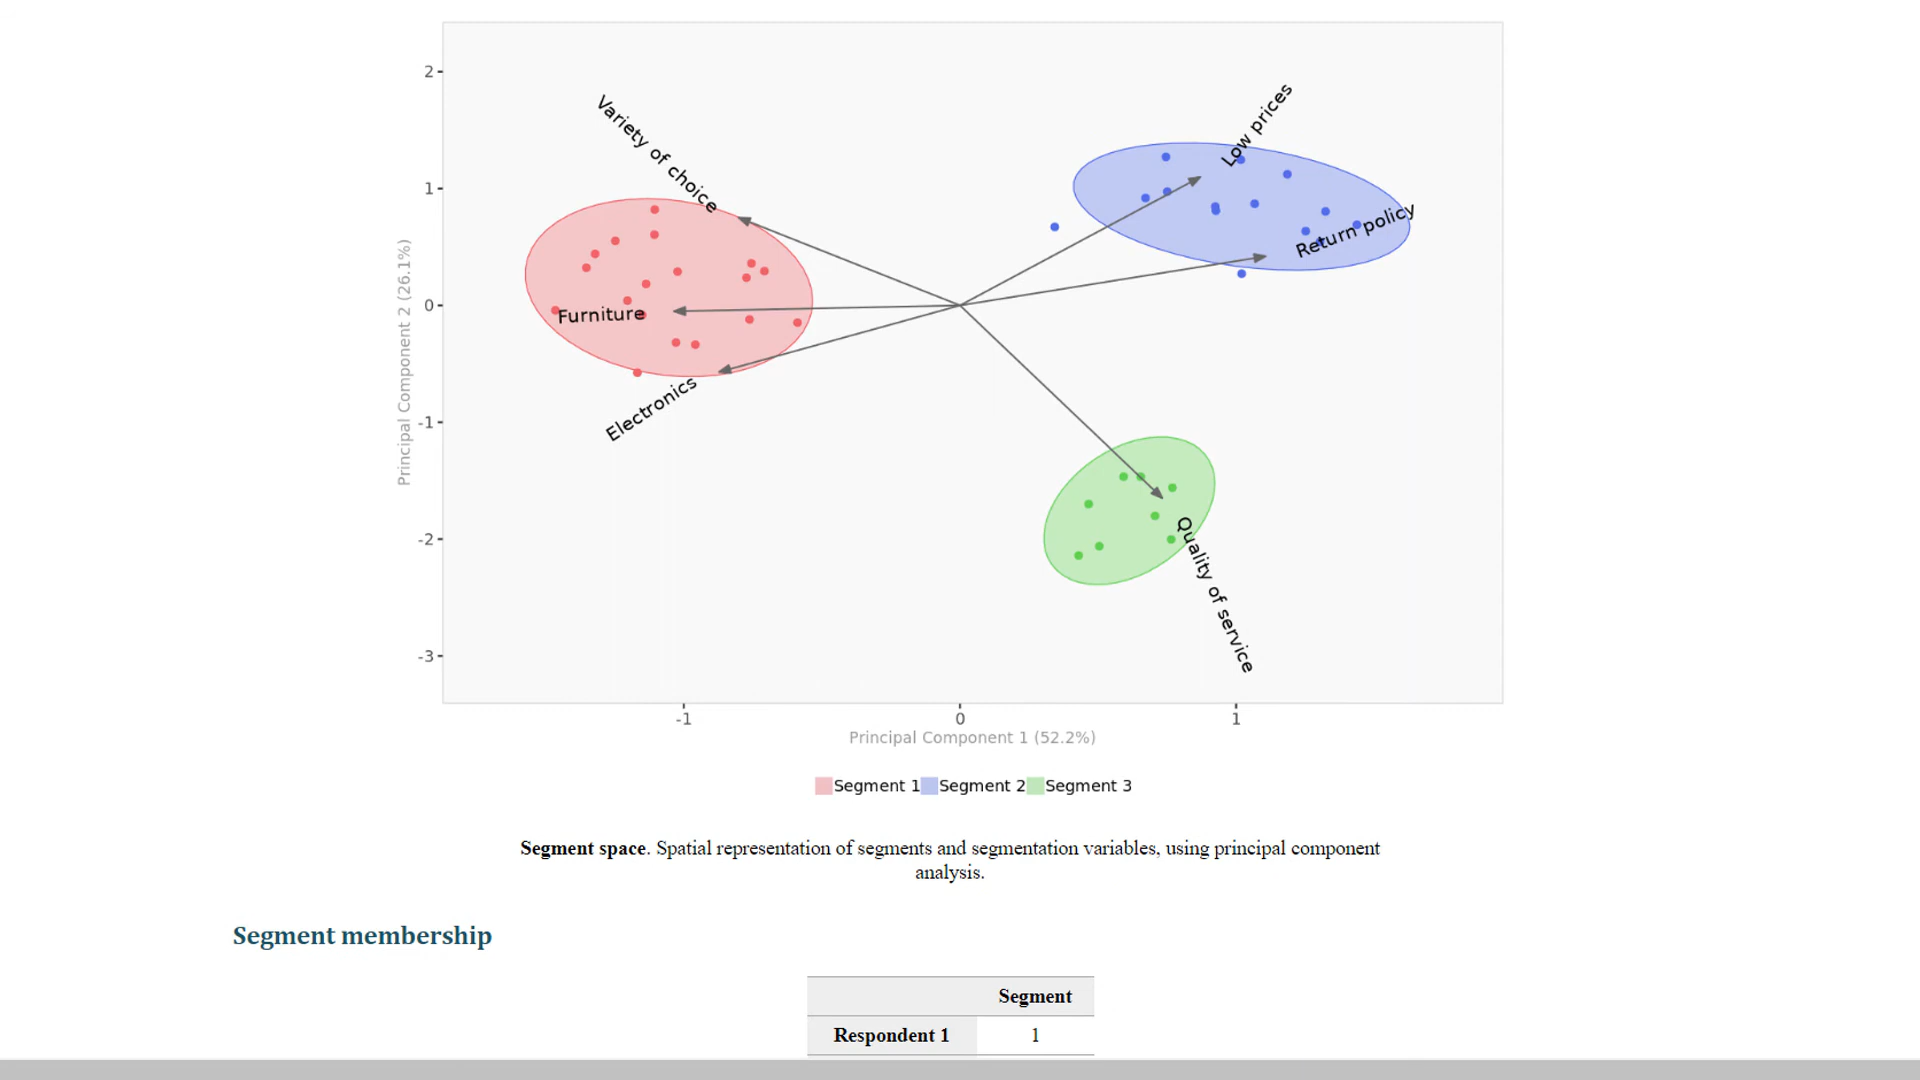 2
1
0
-1
-2
-3
Principal Component 2 (26.1%)
Variety of choice
Low prices
Return policy
Furniture
Electronics
Quality of service
-1 0 1
Principal Component 1 (52.2%)
Segment 1 Segment 2 Segment 3
Segment space. Spatial representation of segments and segmentation variables, using principal component
analysis.
Segment membership
Segment
Respondent 1 1